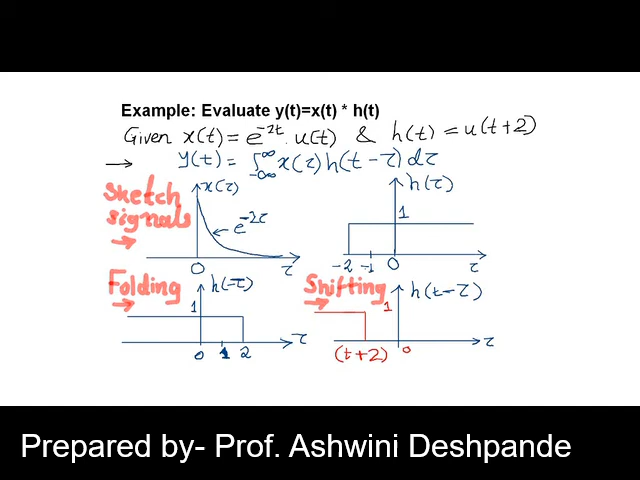 Example: Evaluate y(t)=x(t) * h(t)
Given x(t) = e^-2t . u(t) & h(t) = u(t+2)
→ y(t) = ∫_-∞^∞ x(τ) h(t-τ) dτ
Sketch signals →
x(τ)
e^-2τ
0 τ
h(τ)
1
-2 -1 0 τ
Folding →
h(-τ)
1
0 1 2 τ
Shifting →
h(t-τ)
1
(t+2) 0 τ
Prepared by- Prof. Ashwini Deshpande